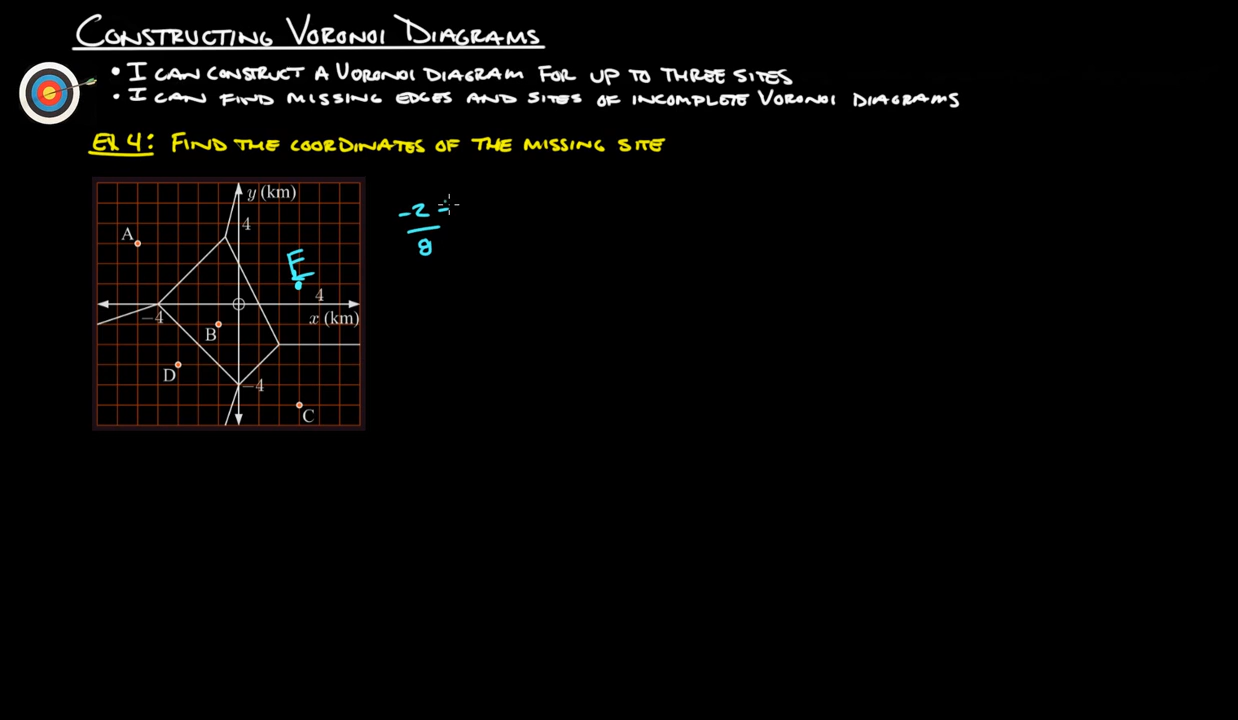 CONSTRUCTING VORONOI DIAGRAMS
• I CAN CONSTRUCT A VORONOI DIAGRAM FOR UP TO THREE SITES
• I CAN FIND MISSING EDGES AND SITES OF INCOMPLETE VORONOI DIAGRAMS
EX 4: FIND THE COORDINATES OF THE MISSING SITE
y (km)
4
A
E
4
-4
x (km)
B
D
-4
C
-2 -
8